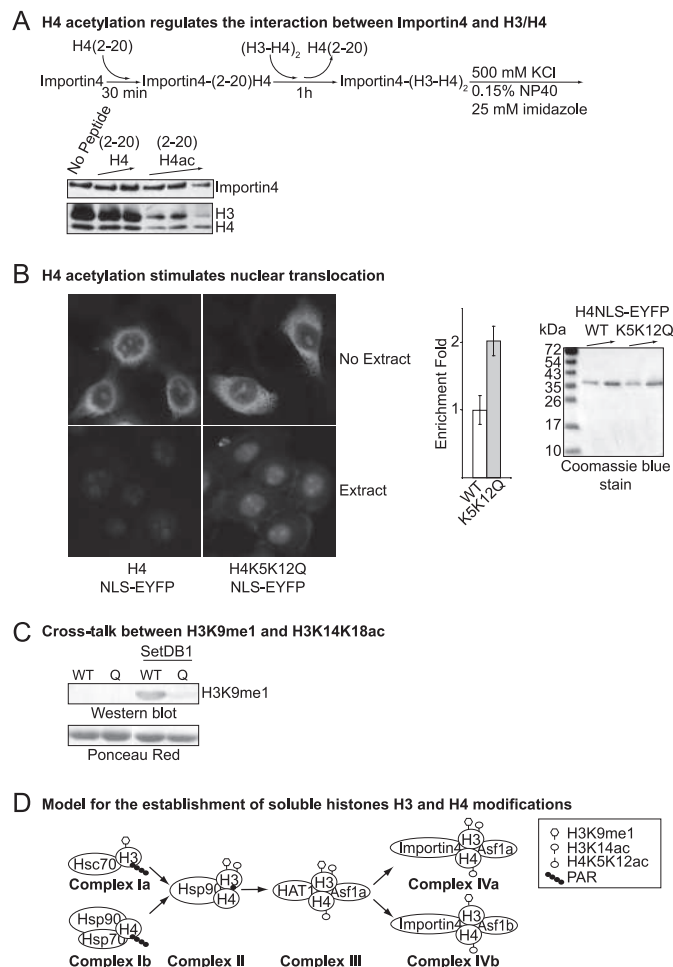 A H4 acetylation regulates the interaction between Importin4 and H3/H4
H4(2-20)
(H3-H4)2 H4(2-20)
Importin4 Importin4-(2-20)H4 Importin4-(H3-H4)2
30 min
1h
500 mM KCl
0.15% NP40
25 mM imidazole
No Peptide
(2-20) (2-20)
H4 H4ac
Importin4
H3
H4
B H4 acetylation stimulates nuclear translocation
No Extract
Extract
H4 H4K5K12Q
NLS-EYFP NLS-EYFP
Enrichment Fold
2
1
WT
K5K12Q
H4NLS-EYFP
kDa WT K5K12Q
72
54
43
35
26
17
10
Coomassie blue
stain
C Cross-talk between H3K9me1 and H3K14K18ac
SetDB1
WT Q WT Q
H3K9me1
Western blot
Ponceau Red
D Model for the establishment of soluble histones H3 and H4 modifications
Hsc70 H3
Complex Ia
Hsp90 H4
Hsp70
Complex Ib
Hsp90 H3
H4
Complex II
HAT1 H3 Asf1a
H4
Complex III
Importin4 H3 Asf1a
H4
Complex IVa
Importin4 H3 Asf1b
H4
Complex IVb
H3K9me1
H3K14ac
H4K5K12ac
PAR